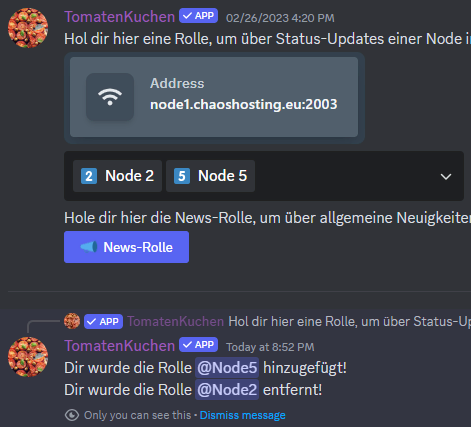 TomatenKuchen ✓ APP 02/26/2023 4:20 PM
Hol dir hier eine Rolle, um über Status-Updates einer Node
Address
node1.chaoshosting.eu:2003
2 Node 2 5 Node 5
Hole dir hier die News-Rolle, um über allgemeine Neuigkeiten
News-Rolle
✓ APP TomatenKuchen Hol dir hier eine Rolle, um über Status-Up
TomatenKuchen ✓ APP Today at 8:52 PM
Dir wurde die Rolle @Node5 hinzugefügt!
Dir wurde die Rolle @Node2 entfernt!
Only you can see this • Dismiss message